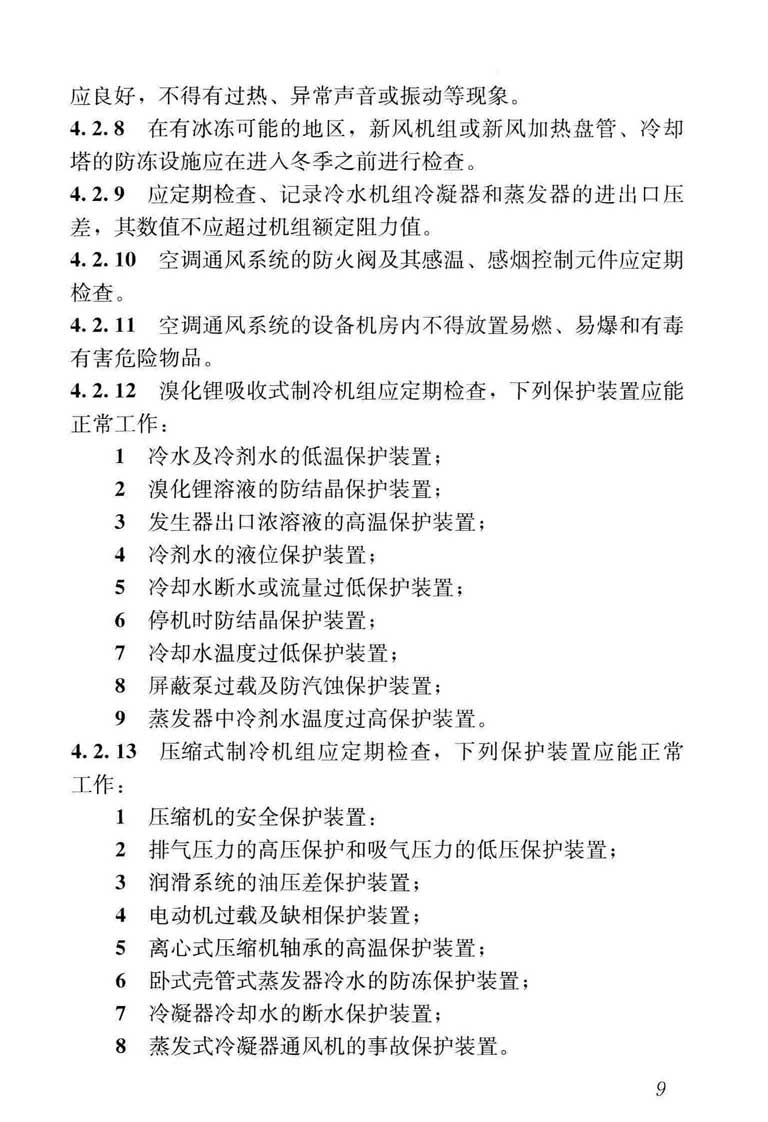 应良好，不得有过热、异常声音或振动等现象。
4.2.8 在有冰冻可能的地区，新风机组或新风加热盘管、冷却
塔的防冻设施应在进入冬季之前进行检查。
4.2.9 应定期检查、记录冷水机组冷凝器和蒸发器的进出口压
差，其数值不应超过机组额定阻力值。
4.2.10 空调通风系统的防火阀及其感温、感烟控制元件应定期
检查。
4.2.11 空调通风系统的设备机房内不得放置易燃、易爆和有毒
有害危险物品。
4.2.12 溴化锂吸收式制冷机组应定期检查，下列保护装置应能
正常工作：
1 冷水及冷剂水的低温保护装置；
2 溴化锂溶液的防结晶保护装置；
3 发生器出口浓溶液的高温保护装置；
4 冷剂水的液位保护装置；
5 冷却水断水或流量过低保护装置；
6 停机时防结晶保护装置；
7 冷却水温度过低保护装置；
8 屏蔽泵过载及防汽蚀保护装置；
9 蒸发器中冷剂水温度过高保护装置。
4.2.13 压缩式制冷机组应定期检查，下列保护装置应能正常
工作：
1 压缩机的安全保护装置：
2 排气压力的高压保护和吸气压力的低压保护装置；
3 润滑系统的油压差保护装置；
4 电动机过载及缺相保护装置；
5 离心式压缩机轴承的高温保护装置；
6 卧式壳管式蒸发器冷水的防冻保护装置；
7 冷凝器冷却水的断水保护装置；
8 蒸发式冷凝器通风机的事故保护装置。
9